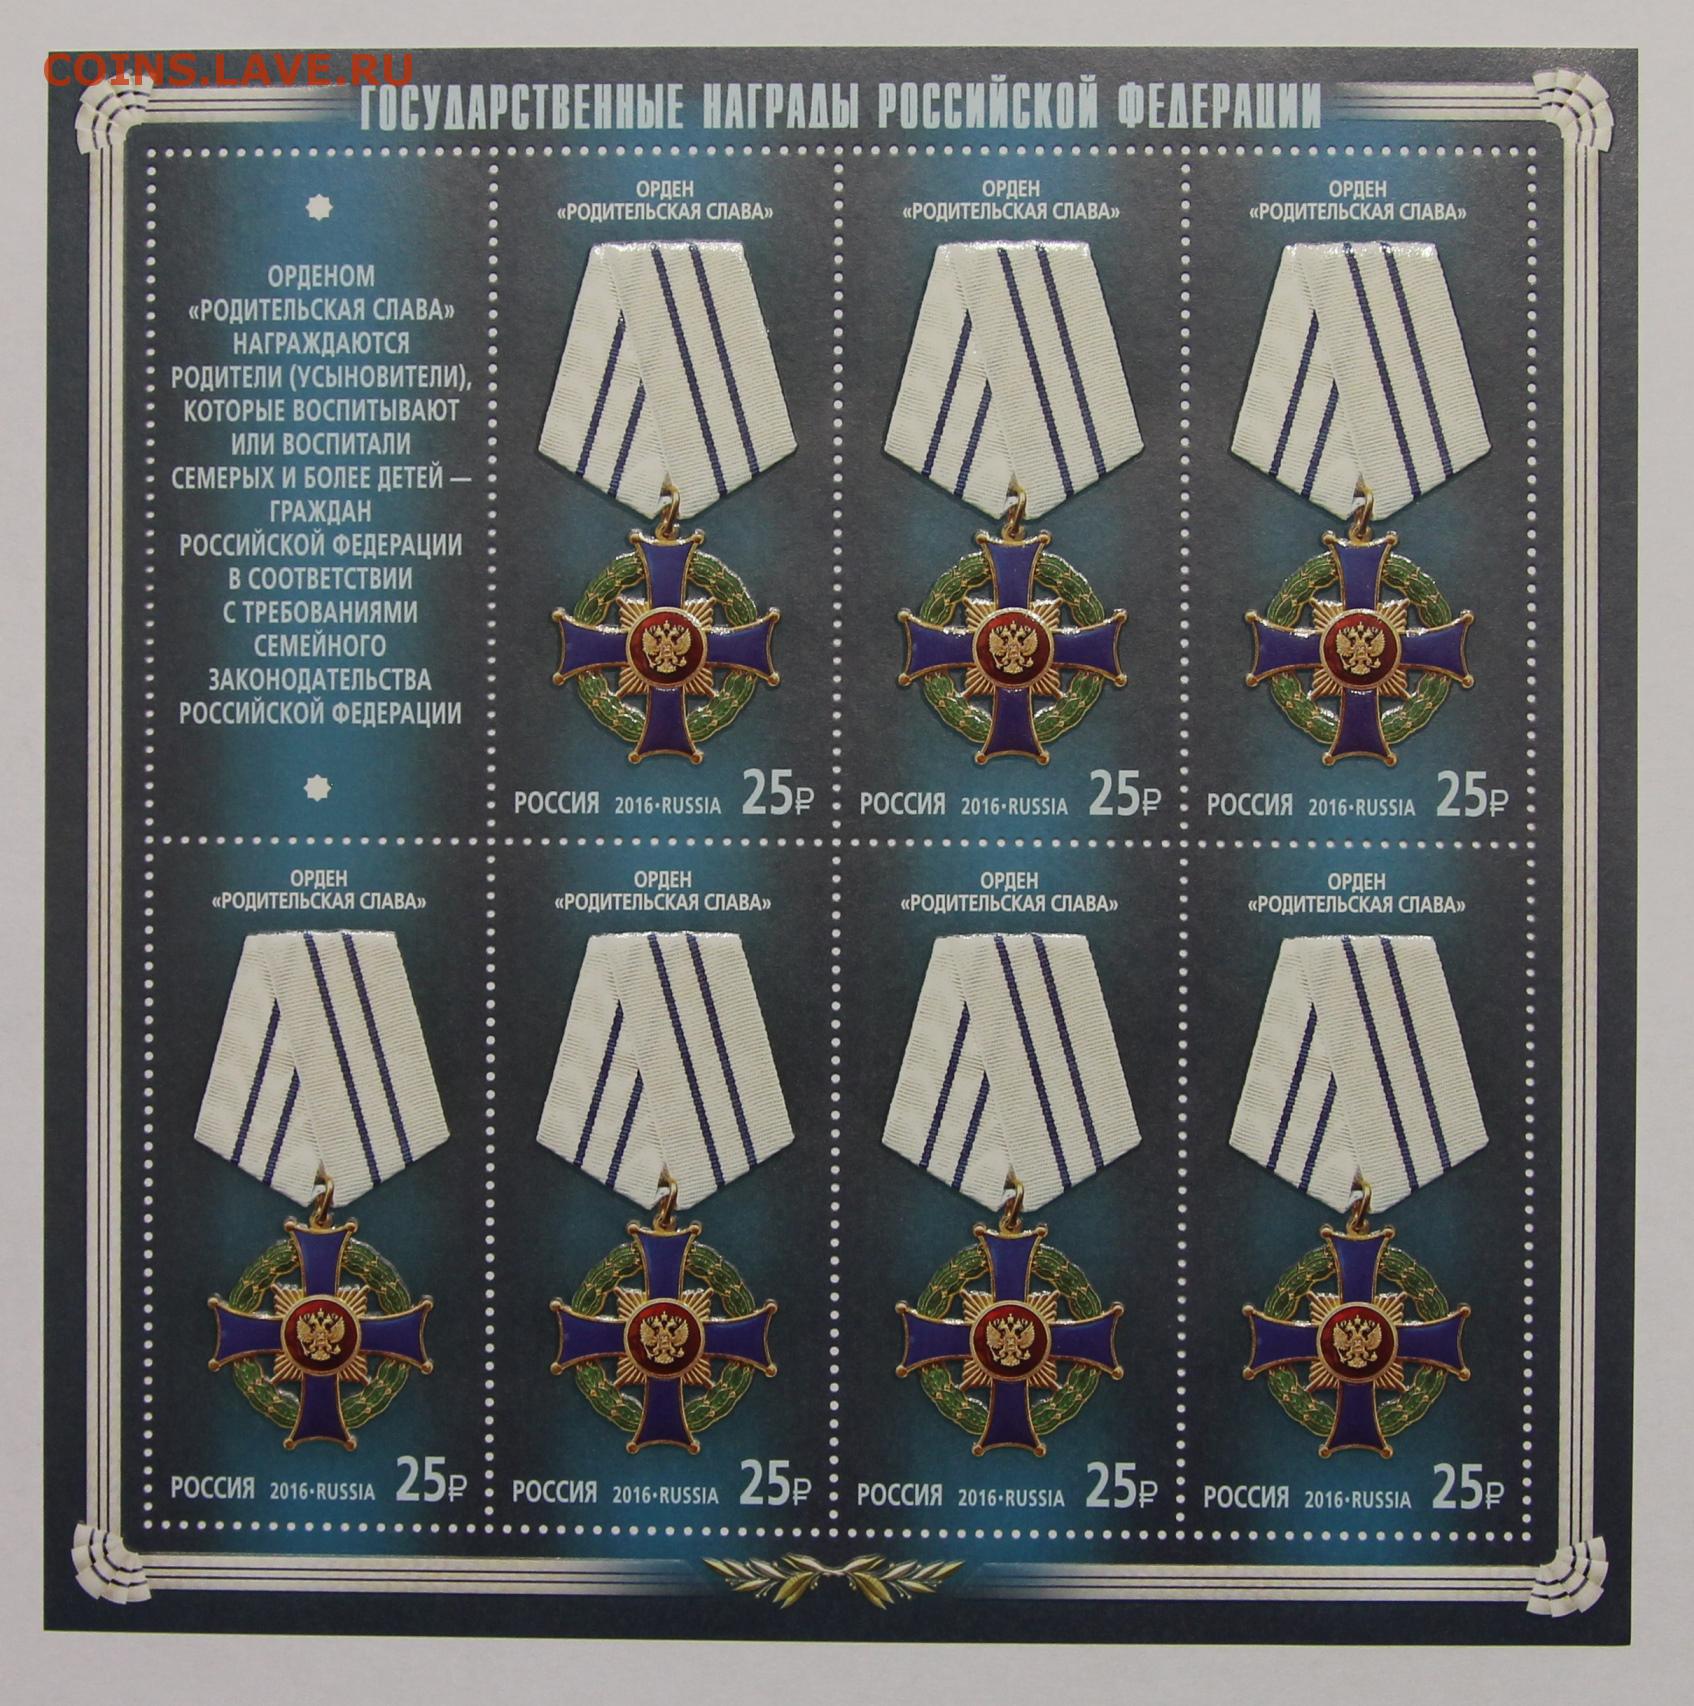 COINS.LAVE.RU
ГОСУДАРСТВЕННЫЕ НАГРАДЫ РОССИЙСКОЙ ФЕДЕРАЦИИ
ОРДЕНОМ
«РОДИТЕЛЬСКАЯ СЛАВА»
НАГРАЖДАЮТСЯ
РОДИТЕЛИ (УСЫНОВИТЕЛИ),
КОТОРЫЕ ВОСПИТЫВАЮТ
ИЛИ ВОСПИТАЛИ
СЕМЕРЫХ И БОЛЕЕ ДЕТЕЙ —
ГРАЖДАН
РОССИЙСКОЙ ФЕДЕРАЦИИ
В СООТВЕТСТВИИ
С ТРЕБОВАНИЯМИ
СЕМЕЙНОГО
ЗАКОНОДАТЕЛЬСТВА
РОССИЙСКОЙ ФЕДЕРАЦИИ
ОРДЕН
«РОДИТЕЛЬСКАЯ СЛАВА»
РОССИЯ 2016•RUSSIA 25₽
ОРДЕН
«РОДИТЕЛЬСКАЯ СЛАВА»
РОССИЯ 2016•RUSSIA 25₽
ОРДЕН
«РОДИТЕЛЬСКАЯ СЛАВА»
РОССИЯ 2016•RUSSIA 25₽
ОРДЕН
«РОДИТЕЛЬСКАЯ СЛАВА»
РОССИЯ 2016•RUSSIA 25₽
ОРДЕН
«РОДИТЕЛЬСКАЯ СЛАВА»
РОССИЯ 2016•RUSSIA 25₽
ОРДЕН
«РОДИТЕЛЬСКАЯ СЛАВА»
РОССИЯ 2016•RUSSIA 25₽
ОРДЕН
«РОДИТЕЛЬСКАЯ СЛАВА»
РОССИЯ 2016•RUSSIA 25₽